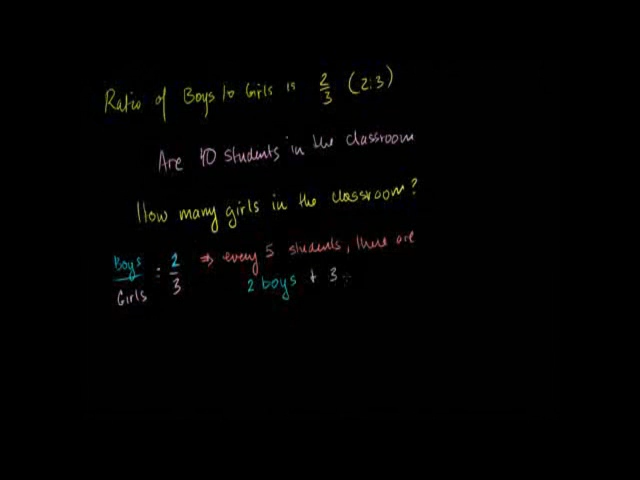 Ratio of Boys to Girls is 2/3 (2:3)
Are 40 students in the classroom
How many girls in the classroom?
Boys/Girls = 2/3 ⇒ every 5 students, there are
2 boys + 3